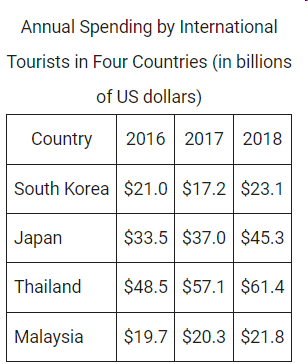 Annual Spending by International
Tourists in Four Countries (in billions
of US dollars)
Country 2016 2017 2018
South Korea $21.0 $17.2 $23.1
Japan $33.5 $37.0 $45.3
Thailand $48.5 $57.1 $61.4
Malaysia $19.7 $20.3 $21.8